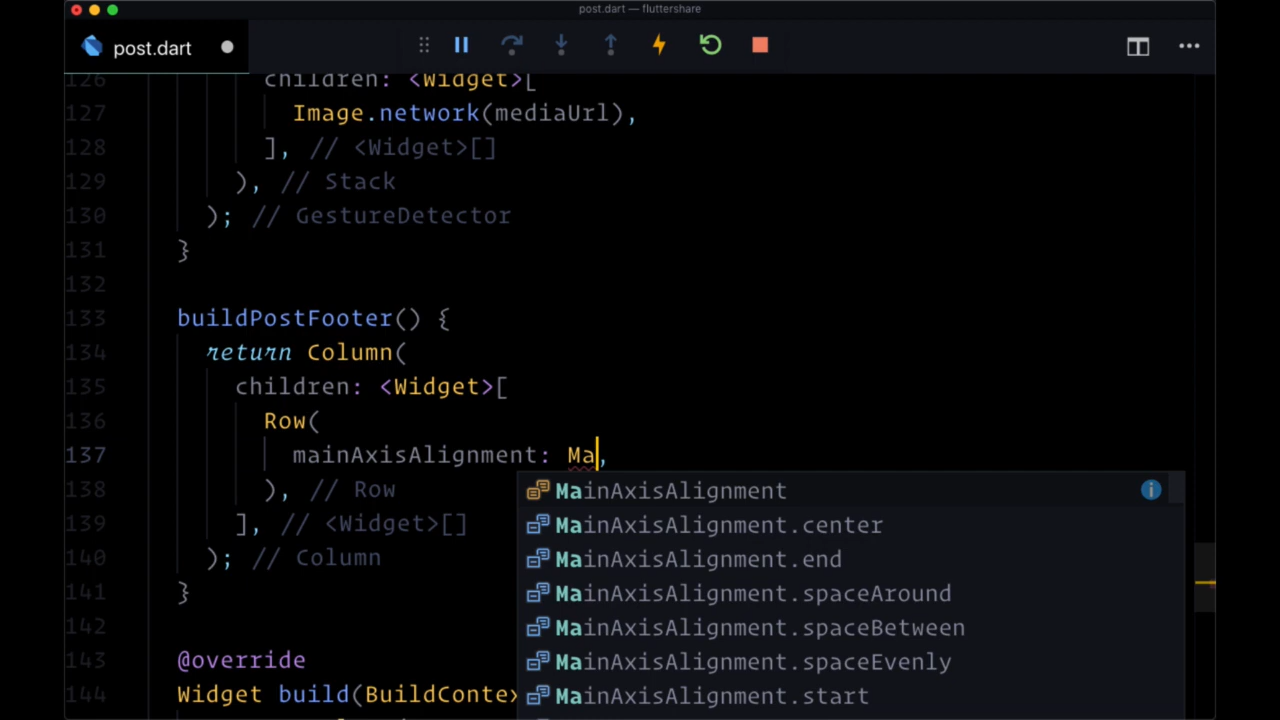 post.dart — fluttershare
post.dart
126 children: <Widget>[
127 Image.network(mediaUrl),
128 ], // <Widget>[]
129 ), // Stack
130 ); // GestureDetector
131 }
132
133 buildPostFooter() {
134 return Column(
135 children: <Widget>[
136 Row(
137 mainAxisAlignment: Ma,
138 ), // Row
MainAxisAlignment
139 ], // <Widget>[]
MainAxisAlignment.center
140 ); // Column
MainAxisAlignment.end
141 }
MainAxisAlignment.spaceAround
142
MainAxisAlignment.spaceBetween
143 @override
MainAxisAlignment.spaceEvenly
144 Widget build(BuildContex
MainAxisAlignment.start